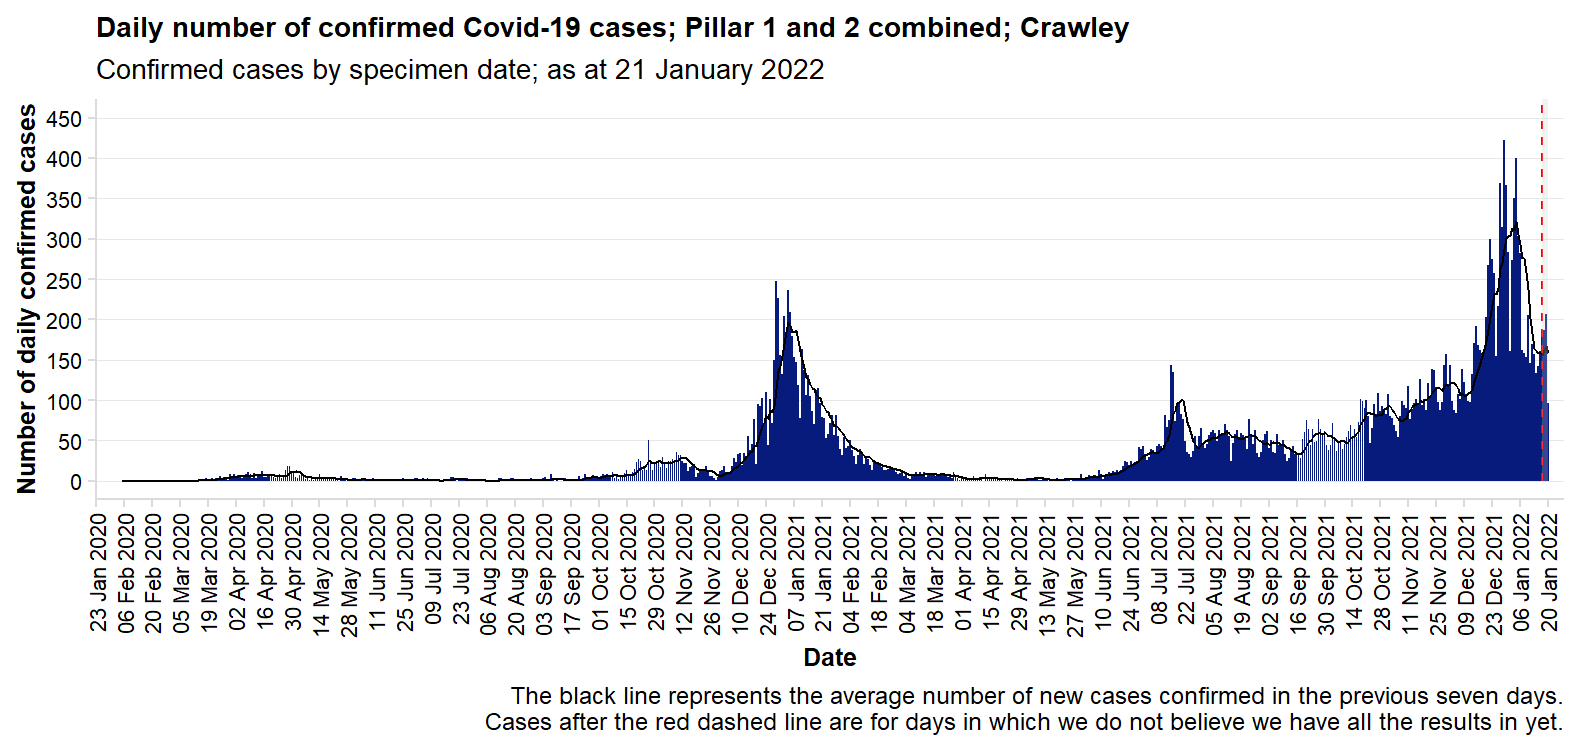 Daily number of confirmed Covid-19 cases; Pillar 1 and 2 combined; Crawley
Confirmed cases by specimen date; as at 21 January 2022
Number of daily confirmed cases
450
400
350
300
250
200
150
100
50
0
23 Jan 2020
06 Feb 2020
20 Feb 2020
05 Mar 2020
19 Mar 2020
02 Apr 2020
16 Apr 2020
30 Apr 2020
14 May 2020
28 May 2020
11 Jun 2020
25 Jun 2020
09 Jul 2020
23 Jul 2020
06 Aug 2020
20 Aug 2020
03 Sep 2020
17 Sep 2020
01 Oct 2020
15 Oct 2020
29 Oct 2020
12 Nov 2020
26 Nov 2020
10 Dec 2020
24 Dec 2020
07 Jan 2021
21 Jan 2021
04 Feb 2021
18 Feb 2021
04 Mar 2021
18 Mar 2021
01 Apr 2021
15 Apr 2021
29 Apr 2021
13 May 2021
27 May 2021
10 Jun 2021
24 Jun 2021
08 Jul 2021
22 Jul 2021
05 Aug 2021
19 Aug 2021
02 Sep 2021
16 Sep 2021
30 Sep 2021
14 Oct 2021
28 Oct 2021
11 Nov 2021
25 Nov 2021
09 Dec 2021
23 Dec 2021
06 Jan 2022
20 Jan 2022
Date
The black line represents the average number of new cases confirmed in the previous seven days.
Cases after the red dashed line are for days in which we do not believe we have all the results in yet.